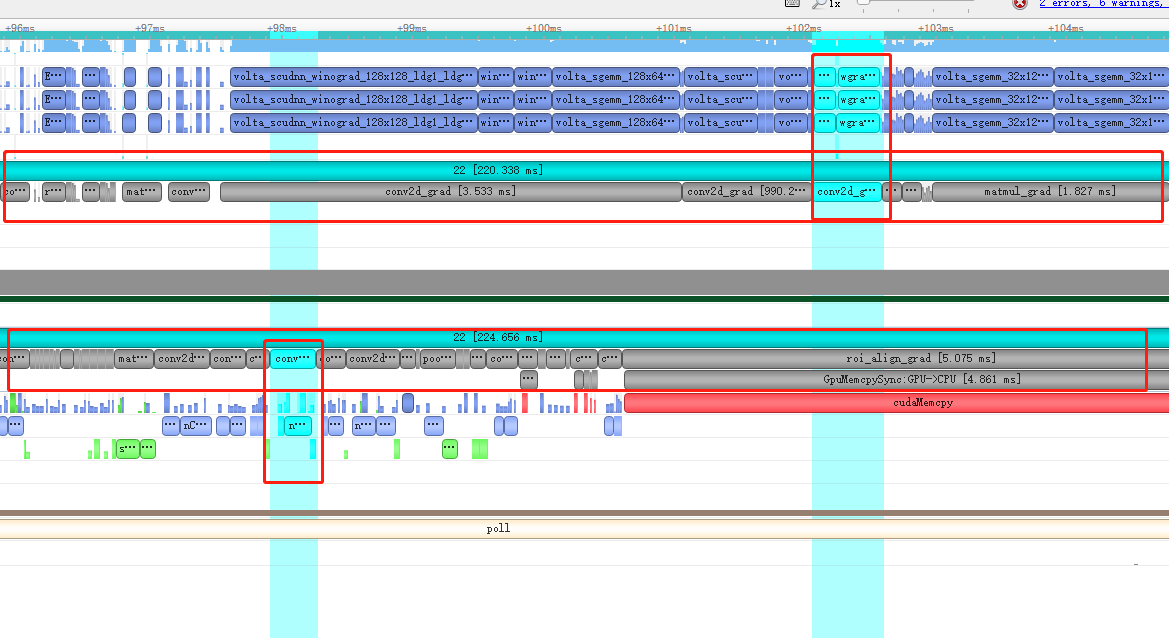 1x
2 errors, 6 warnings,
+96ms +97ms +98ms +99ms +100ms +101ms +102ms +103ms +104ms
E··· ··· volta_scudnn_winograd_128x128_ldg1_ldg··· win·· win··· volta_sgemm_128x64··· volta_scu··· vo··· ··· wgra··· volta_sgemm_32x12··· volta_sgemm_32x1···
E··· ··· volta_scudnn_winograd_128x128_ldg1_ldg··· win·· win··· volta_sgemm_128x64··· volta_scu··· vo··· ··· wgra··· volta_sgemm_32x12··· volta_sgemm_32x1···
E··· ··· volta_scudnn_winograd_128x128_ldg1_ldg··· win·· win··· volta_sgemm_128x64··· volta_scu··· vo··· ··· wgra··· volta_sgemm_32x12··· volta_sgemm_32x1···
22 [220.338 ms]
co··· r··· ··· mat··· conv··· conv2d_grad [3.533 ms] conv2d_grad [990.2··· conv2d_g··· ··· ··· matmul_grad [1.827 ms]
22 [224.656 ms]
con··· mat··· conv2d··· con··· c··· conv··· co··· conv2d··· ··· poo··· ··· co··· ··· ··· c··· c··· roi_align_grad [5.075 ms]
··· GpuMemcpySync:GPU->CPU [4.861 ms]
cudaMemcpy
··· ··· nC··· ··· n··· ··· n··· ··· ···
s··· ··· ···
poll